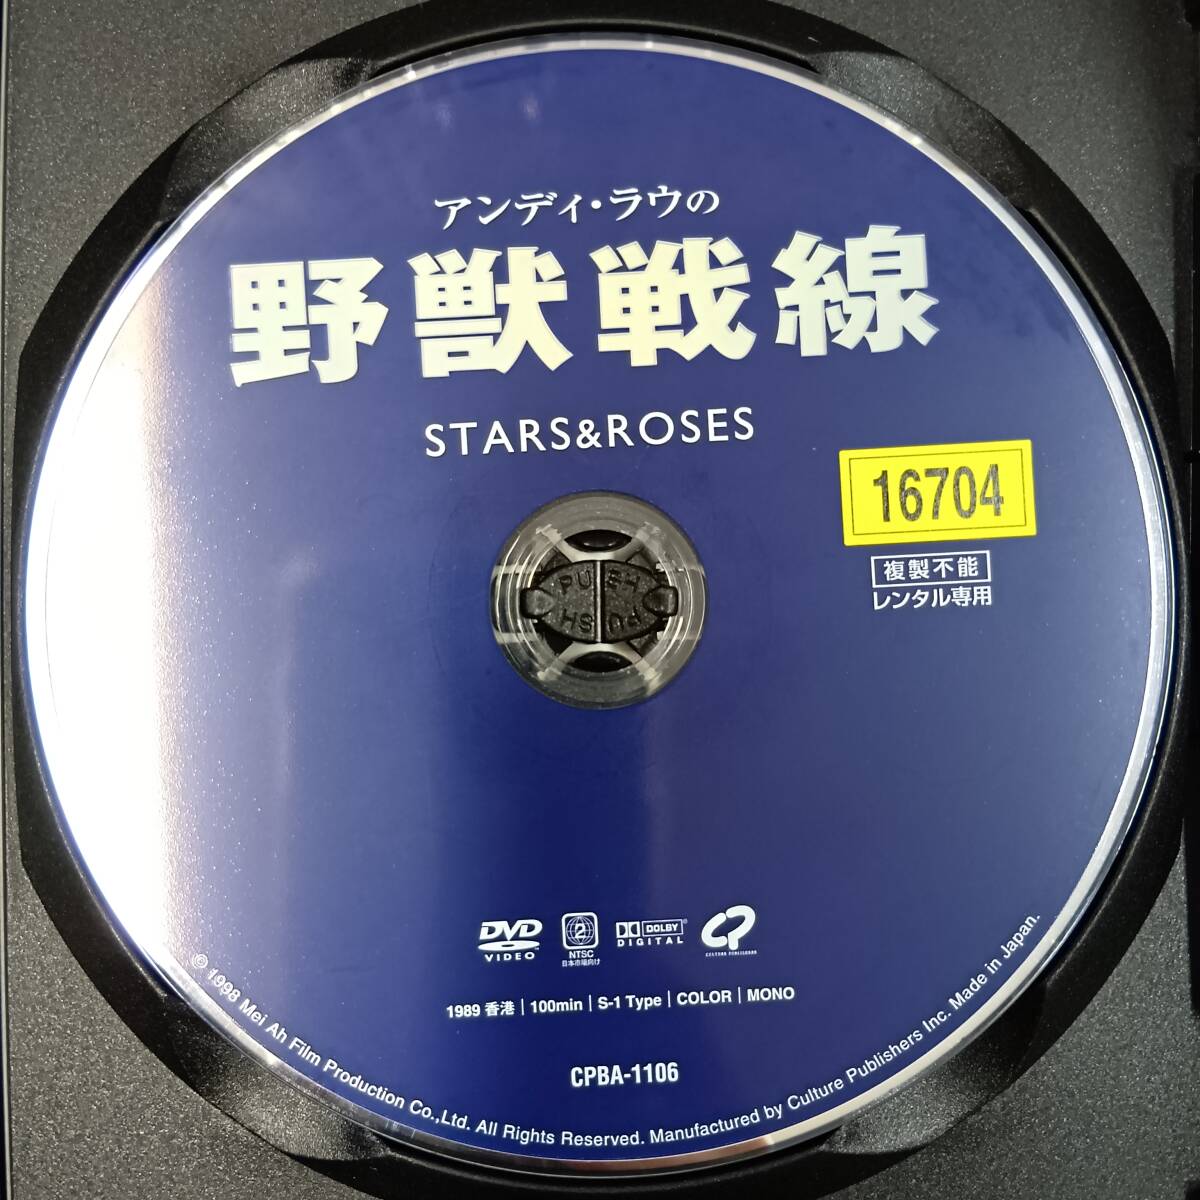 アンディ・ラウの
野獣戦線
STARS&ROSES
16704
複製不能
レンタル専用
PUSH
PUSH
DVD
VIDEO
2
NTSC
日本市場向け
DOLBY
DIGITAL
CULTURE PUBLISHERS
1989 香港|100min|S-1 Type|COLOR|MONO
CPBA-1106
© 1998 Mei Ah Film Production Co.,Ltd. All Rights Reserved. Manufactured by Culture Publishers Inc. Made in Japan.